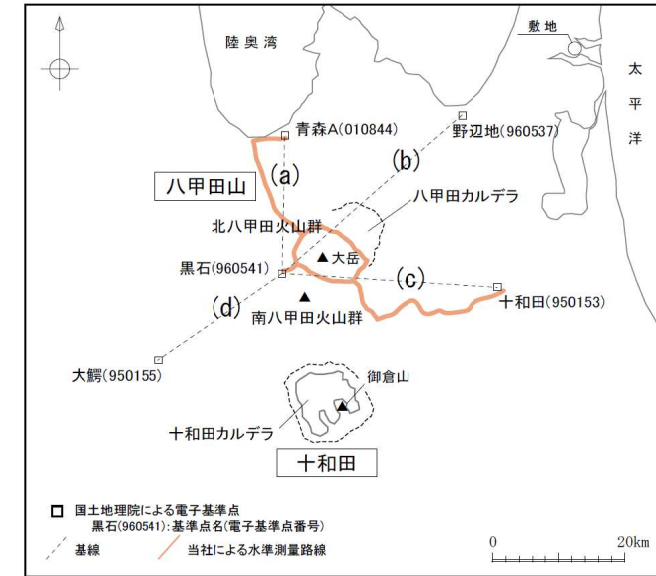 陸奥湾
敷地
太平洋
青森A(010844)
野辺地(960537)
(b)
(a)
八甲田山
八甲田カルデラ
北八甲田火山群
大岳
黒石(960541)
(c)
(d)
十和田(950153)
南八甲田火山群
大鰐(950155)
御倉山
十和田カルデラ
十和田
国土地理院による電子基準点
黒石(960541):基準点名(電子基準点番号)
基線
当社による水準測量路線
0
20km